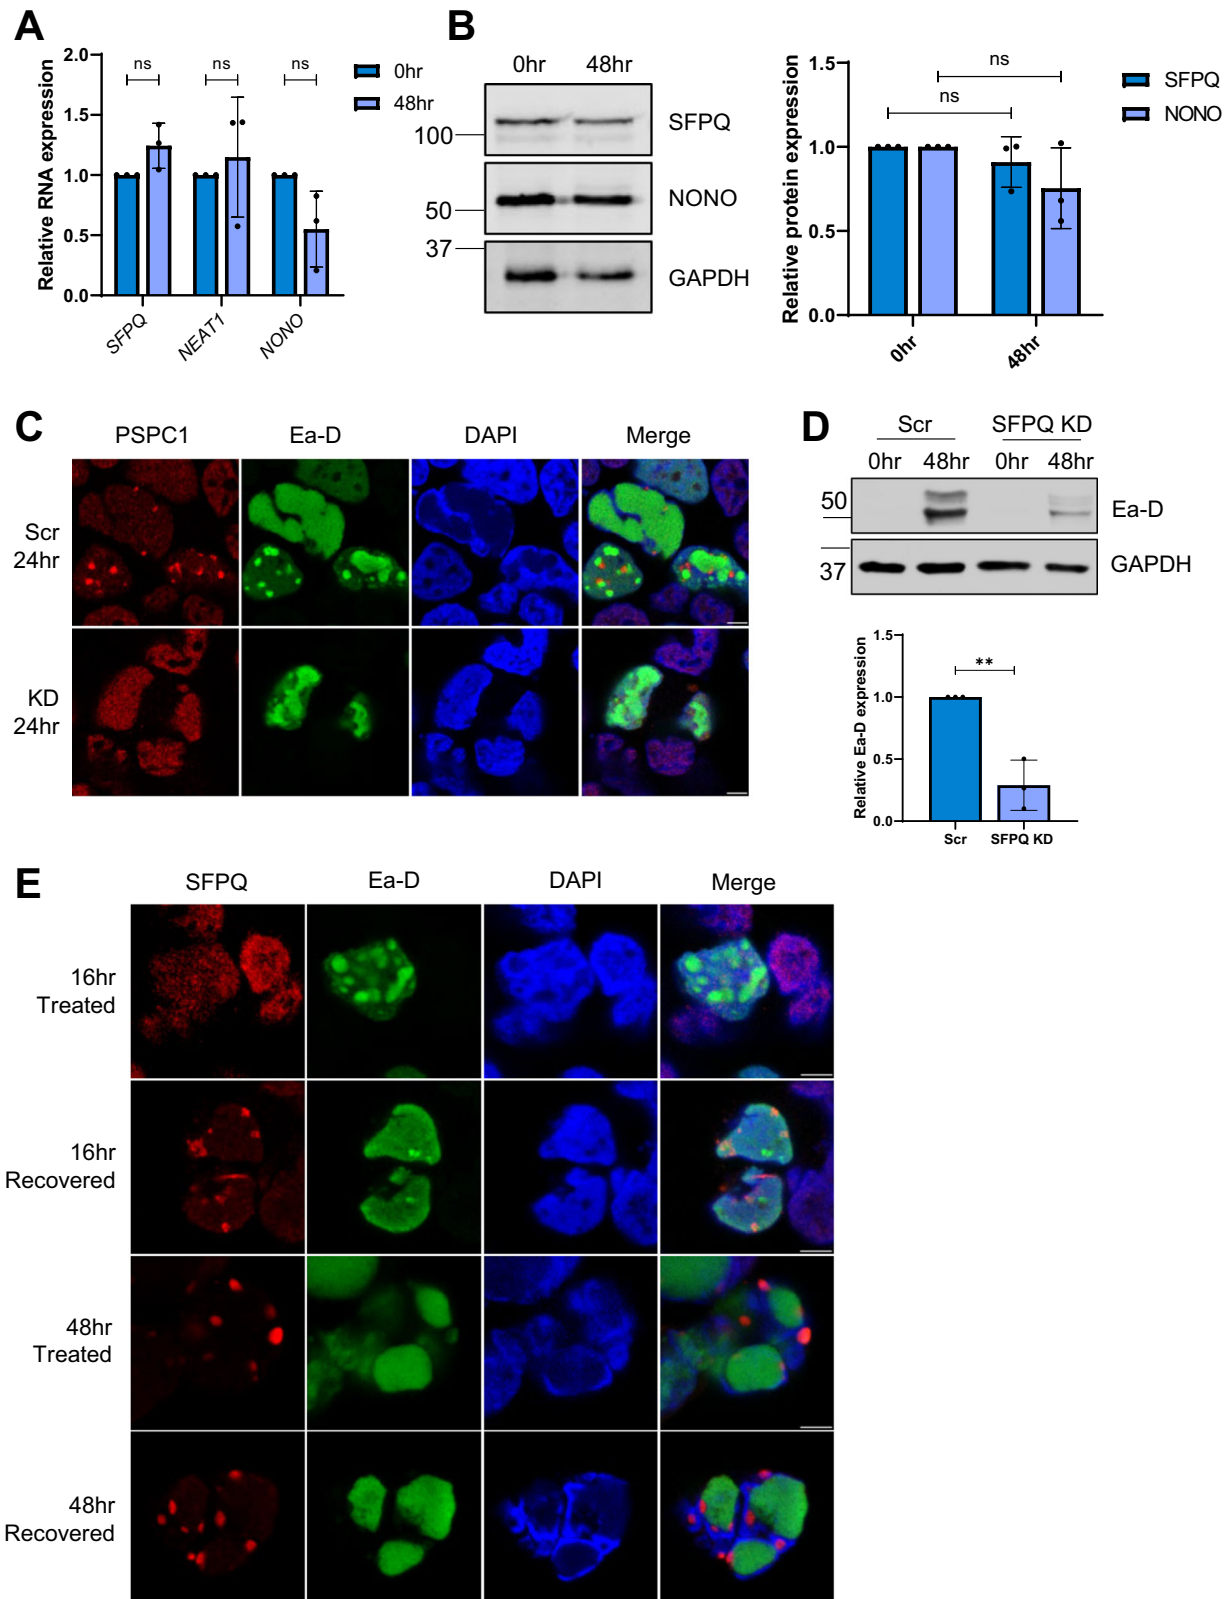 A
Relative RNA expression
2.0
1.5
1.0
0.5
0.0
ns
ns
ns
SFPQ
NEAT1
NONO
0hr
48hr
B
0hr 48hr
100
50
37
SFPQ
NONO
GAPDH
Relative protein expression
1.5
1.0
0.5
0.0
ns
ns
0hr
48hr
SFPQ
NONO
C
PSPC1 Ea-D DAPI Merge
Scr
24hr
KD
24hr
D
Scr SFPQ KD
0hr 48hr 0hr 48hr
50
37
Ea-D
GAPDH
Relative Ea-D expression
1.5
1.0
0.5
0.0
**
Scr SFPQ KD
E
SFPQ Ea-D DAPI Merge
16hr
Treated
16hr
Recovered
48hr
Treated
48hr
Recovered